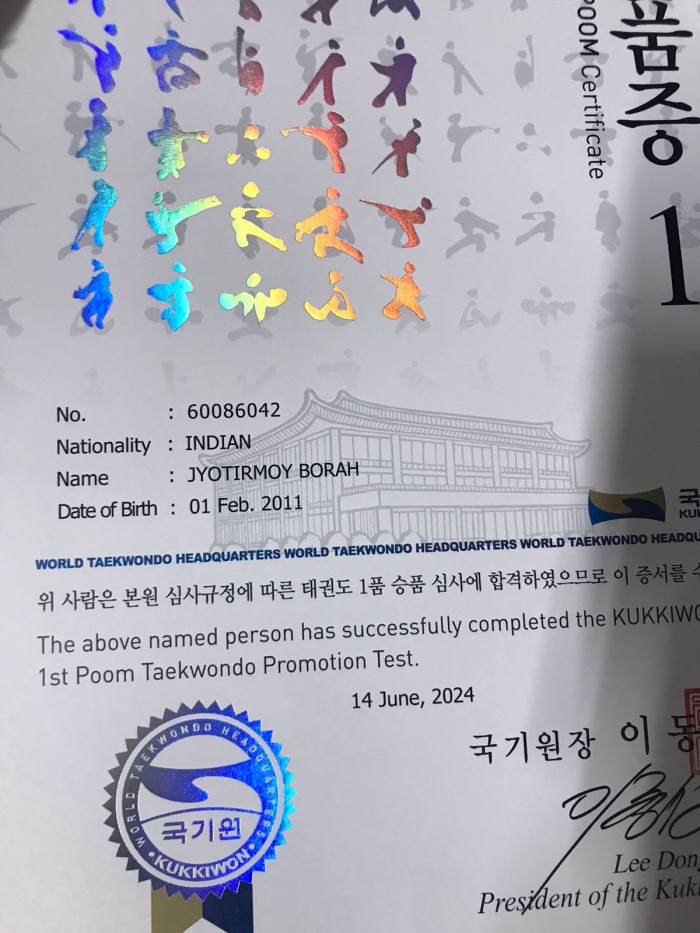 품증
POOM Certificate
1
No. : 60086042
Nationality : INDIAN
Name : JYOTIRMOY BORAH
Date of Birth : 01 Feb. 2011
국
WORLD TAEKWONDO HEADQUARTERS WORLD TAEKWONDO HEADQUARTERS WORLD TAEKWONDO
위 사람은 본원 심사규정에 따른 태권도 1품 승품 심사에 합격하였으므로 이 증서를
The above named person has successfully completed the
1st Poom Taekwondo Promotion Test.
14 June, 2024
국기원장 이 동
Lee
President of the
WORLD TAEKWONDO HEADQUARTERS
국기원
KUKKIWON